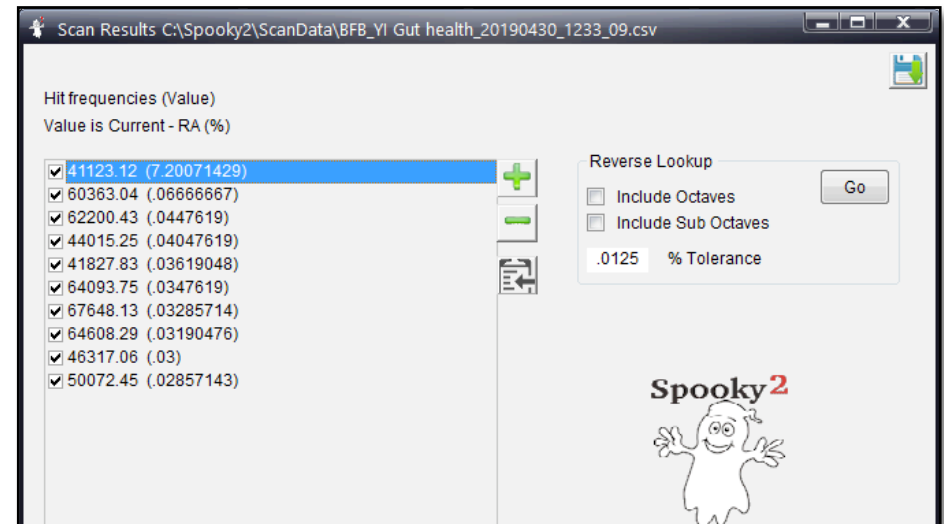 Scan Results C:\Spooky2\ScanData\BFB_YI Gut health_20190430_1233_09.csv
Hit frequencies (Value)
Value is Current - RA (%)
41123.12 (7.20071429)
60363.04 (.06666667)
62200.43 (.0447619)
44015.25 (.04047619)
41827.83 (.03619048)
64093.75 (.0347619)
67648.13 (.03285714)
64608.29 (.03190476)
46317.06 (.03)
50072.45 (.02857143)
Reverse Lookup
Include Octaves
Go
Include Sub Octaves
.0125 % Tolerance
Spooky2